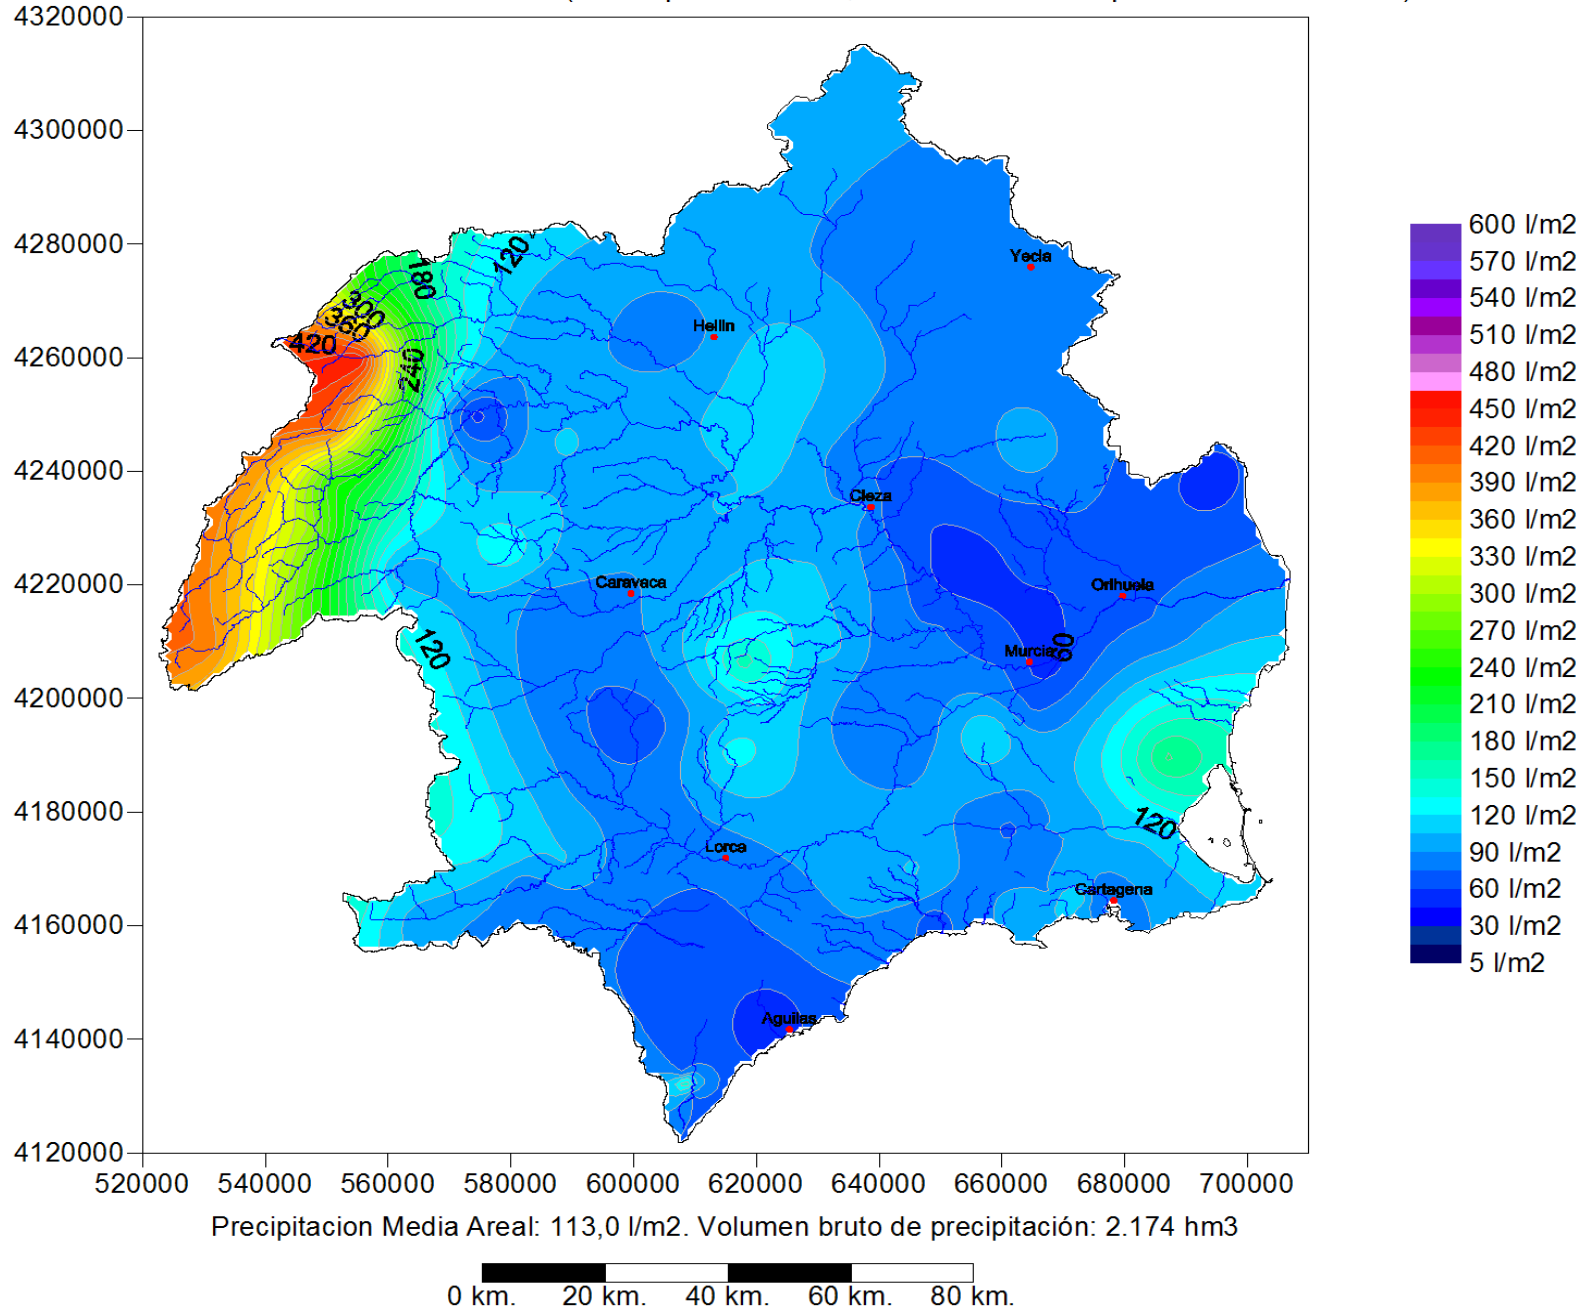 4320000
4300000
4280000
4260000
4240000
4220000
4200000
4180000
4160000
4140000
4120000
520000 540000 560000 580000 600000 620000 640000 660000 680000 700000
120
180
300
360
420
240
120
60
120
Yecla
Hellin
Cieza
Caravaca
Orihuela
Murcia
Lorca
Cartagena
Aguilas
600 l/m2
570 l/m2
540 l/m2
510 l/m2
480 l/m2
450 l/m2
420 l/m2
390 l/m2
360 l/m2
330 l/m2
300 l/m2
270 l/m2
240 l/m2
210 l/m2
180 l/m2
150 l/m2
120 l/m2
90 l/m2
60 l/m2
30 l/m2
5 l/m2
Precipitacion Media Areal: 113,0 l/m2. Volumen bruto de precipitación: 2.174 hm3
0 km. 20 km. 40 km. 60 km. 80 km.